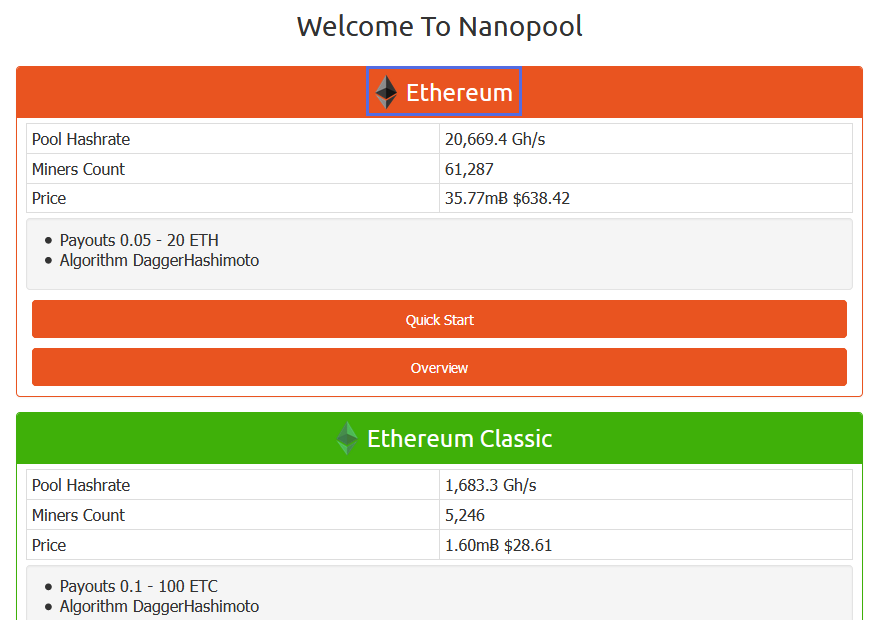 Welcome To Nanopool
Ethereum
Pool Hashrate 20,669.4 Gh/s
Miners Count 61,287
Price 35.77mɃ $638.42
• Payouts 0.05 - 20 ETH
• Algorithm DaggerHashimoto
Quick Start
Overview
Ethereum Classic
Pool Hashrate 1,683.3 Gh/s
Miners Count 5,246
Price 1.60mɃ $28.61
• Payouts 0.1 - 100 ETC
• Algorithm DaggerHashimoto